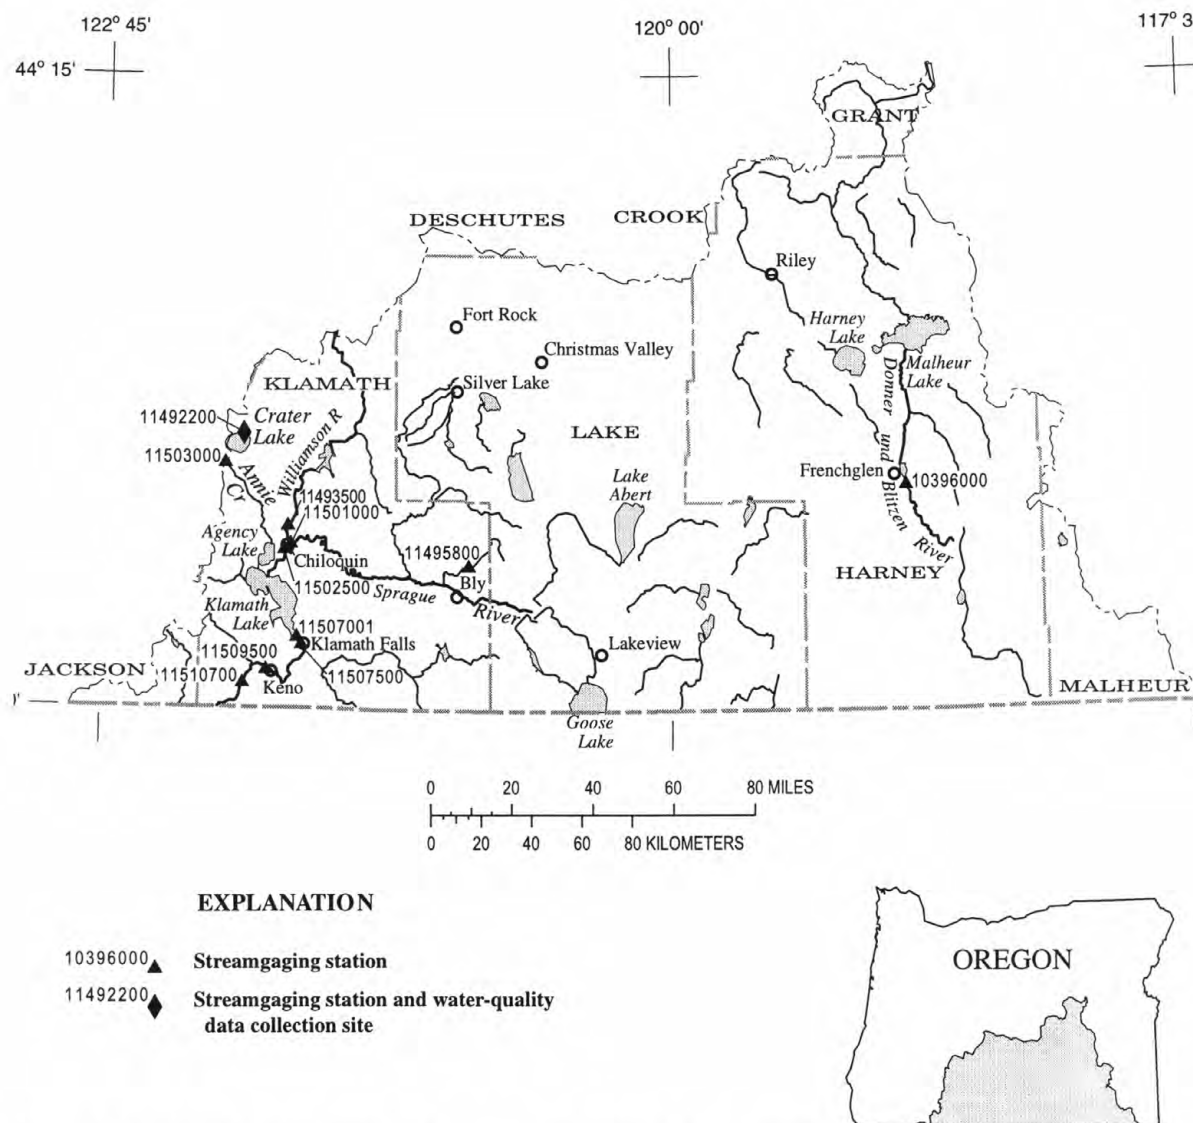 122° 45'
120° 00'
117° 3
44° 15'
GRANT
DESCHUTES
CROOK
Riley
Fort Rock
Harney
Lake
Christmas Valley
Malheur
Lake
KLAMATH
Silver Lake
Donner und Blitzen
River
11492200
Crater
Lake
Williamson R
LAKE
11503000
Annie
Cr
Frenchglen
10396000
Lake
Abert
11493500
11501000
Agency
Lake
Chiloquin
11495800
Bly
HARNEY
11502500
Sprague
River
Klamath
Lake
11507001
Klamath Falls
Lakeview
11509500
JACKSON
11510700
Keno
11507500
MALHEUR
)'
Goose
Lake
0 20 40 60 80 MILES
0 20 40 60 80 KILOMETERS
EXPLANATION
10396000 Streamgaging station
11492200 Streamgaging station and water-quality
data collection site
OREGON